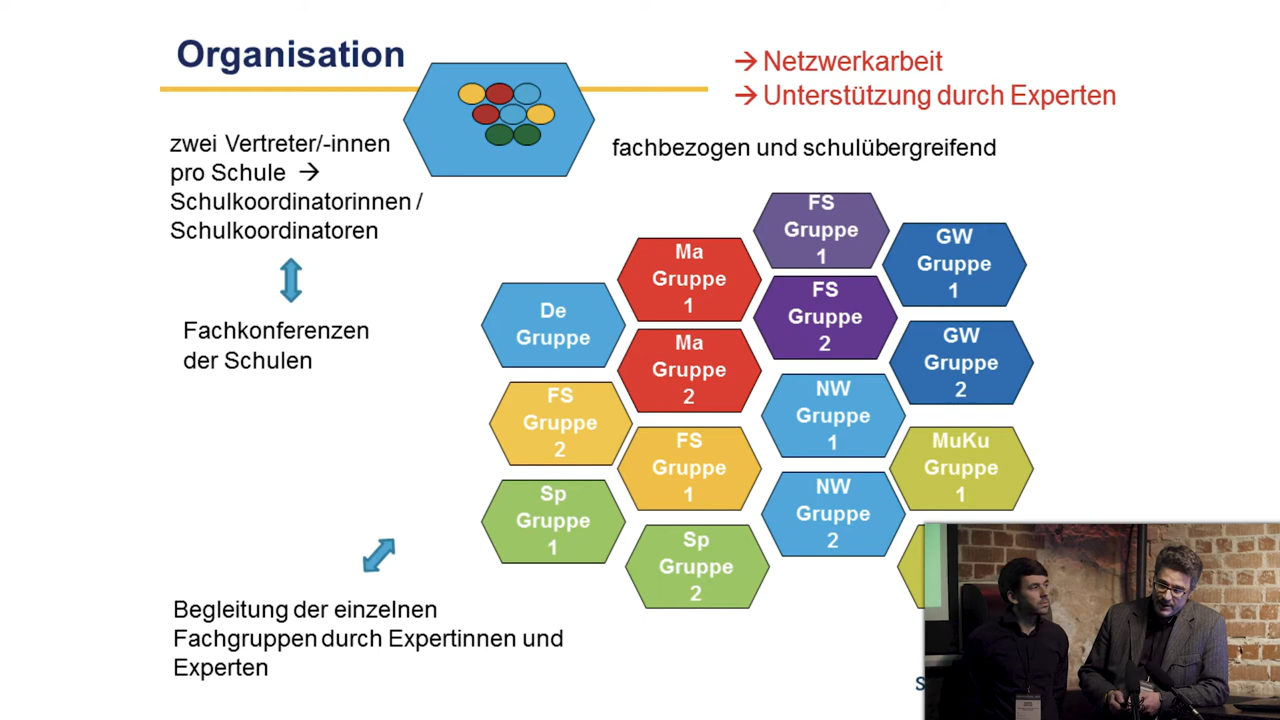 Organisation
→ Netzwerkarbeit
→ Unterstützung durch Experten
zwei Vertreter/-innen
pro Schule →
Schulkoordinatorinnen /
Schulkoordinatoren
fachbezogen und schulübergreifend
Fachkonferenzen
der Schulen
FS
Gruppe
1
GW
Gruppe
1
Ma
Gruppe
1
FS
Gruppe
2
De
Gruppe
GW
Gruppe
2
Ma
Gruppe
2
NW
Gruppe
1
FS
Gruppe
2
FS
Gruppe
1
MuKu
Gruppe
1
Sp
Gruppe
1
NW
Gruppe
2
Sp
Gruppe
2
Begleitung der einzelnen
Fachgruppen durch Expertinnen und
Experten
S